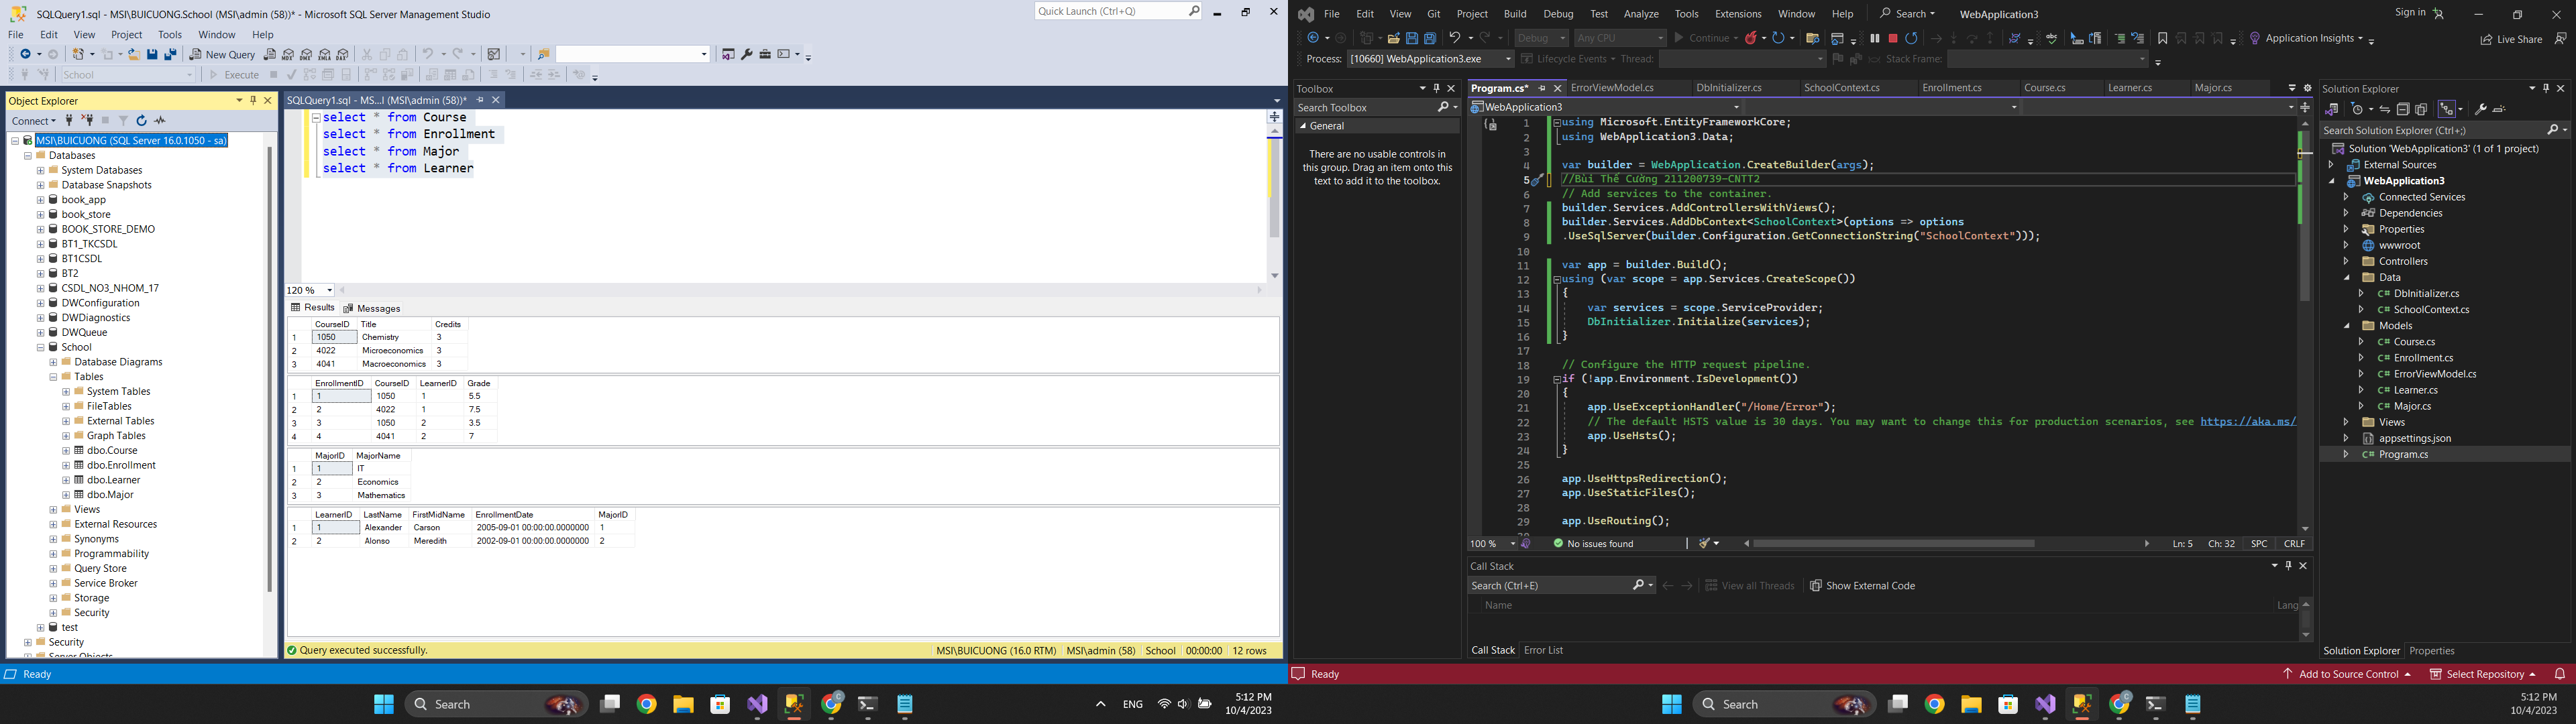 SQLQuery1.sql - MSI\BUICUONG.School (MSI\admin (58))* - Microsoft SQL Server Management Studio
Quick Launch (Ctrl+Q)
File Edit View Project Tools Window Help
New Query
School
Execute
Object Explorer
Connect
MSI\BUICUONG (SQL Server 16.0.1050 - sa)
Databases
System Databases
Database Snapshots
book_app
book_store
BOOK_STORE_DEMO
BT1_TKCSDL
BT1CSDL
BT2
CSDL_NO3_NHOM_17
DWConfiguration
DWDiagnostics
DWQueue
School
Database Diagrams
Tables
System Tables
FileTables
External Tables
Graph Tables
dbo.Course
dbo.Enrollment
dbo.Learner
dbo.Major
Views
External Resources
Synonyms
Programmability
Query Store
Service Broker
Storage
Security
test
Security
Server Objects
SQLQuery1.sql - MS...l (MSI\admin (58))*
select * from Course
select * from Enrollment
select * from Major
select * from Learner
120 %
Results Messages
CourseID Title Credits
1 1050 Chemistry 3
2 4022 Microeconomics 3
3 4041 Macroeconomics 3
EnrollmentID CourseID LearnerID Grade
1 1 1050 1 5.5
2 2 4022 1 7.5
3 3 1050 2 3.5
4 4 4041 2 7
MajorID MajorName
1 1 IT
2 2 Economics
3 3 Mathematics
LearnerID LastName FirstMidName EnrollmentDate MajorID
1 1 Alexander Carson 2005-09-01 00:00:00.0000000 1
2 2 Alonso Meredith 2002-09-01 00:00:00.0000000 2
Query executed successfully. MSI\BUICUONG (16.0 RTM) MSI\admin (58) School 00:00:00 12 rows
Ready
Search
ENG
5:12 PM
10/4/2023
File Edit View Git Project Build Debug Test Analyze Tools Extensions Window Help Search WebApplication3
Sign in
Debug Any CPU Continue Application Insights
Live Share
Process: [10660] WebApplication3.exe Lifecycle Events Thread: Stack Frame:
Toolbox
Search Toolbox
General
There are no usable controls in
this group. Drag an item onto this
text to add it to the toolbox.
Program.cs* ErrorViewModel.cs DbInitializer.cs SchoolContext.cs Enrollment.cs Course.cs Learner.cs Major.cs
WebApplication3
1 using Microsoft.EntityFrameworkCore;
2 using WebApplication3.Data;
3
4 var builder = WebApplication.CreateBuilder(args);
5 //Bùi Thế Cường 211200739-CNTT2
6 // Add services to the container.
7 builder.Services.AddControllersWithViews();
8 builder.Services.AddDbContext<SchoolContext>(options => options
9 .UseSqlServer(builder.Configuration.GetConnectionString("SchoolContext")));
10
11 var app = builder.Build();
12 using (var scope = app.Services.CreateScope())
13 {
14 var services = scope.ServiceProvider;
15 DbInitializer.Initialize(services);
16 }
17
18 // Configure the HTTP request pipeline.
19 if (!app.Environment.IsDevelopment())
20 {
21 app.UseExceptionHandler("/Home/Error");
22 // The default HSTS value is 30 days. You may want to change this for production scenarios, see https://aka.ms/
23 app.UseHsts();
24 }
25
26 app.UseHttpsRedirection();
27 app.UseStaticFiles();
28
29 app.UseRouting();
100 % No issues found Ln: 5 Ch: 32 SPC CRLF
Call Stack
Search (Ctrl+E) View all Threads Show External Code
Name Lang
Call Stack Error List
Solution Explorer
Search Solution Explorer (Ctrl+;)
Solution 'WebApplication3' (1 of 1 project)
External Sources
WebApplication3
Connected Services
Dependencies
Properties
wwwroot
Controllers
Data
C# DbInitializer.cs
C# SchoolContext.cs
Models
C# Course.cs
C# Enrollment.cs
C# ErrorViewModel.cs
C# Learner.cs
C# Major.cs
Views
appsettings.json
C# Program.cs
Solution Explorer Properties
Ready
Add to Source Control Select Repository
Search
5:12 PM
10/4/2023